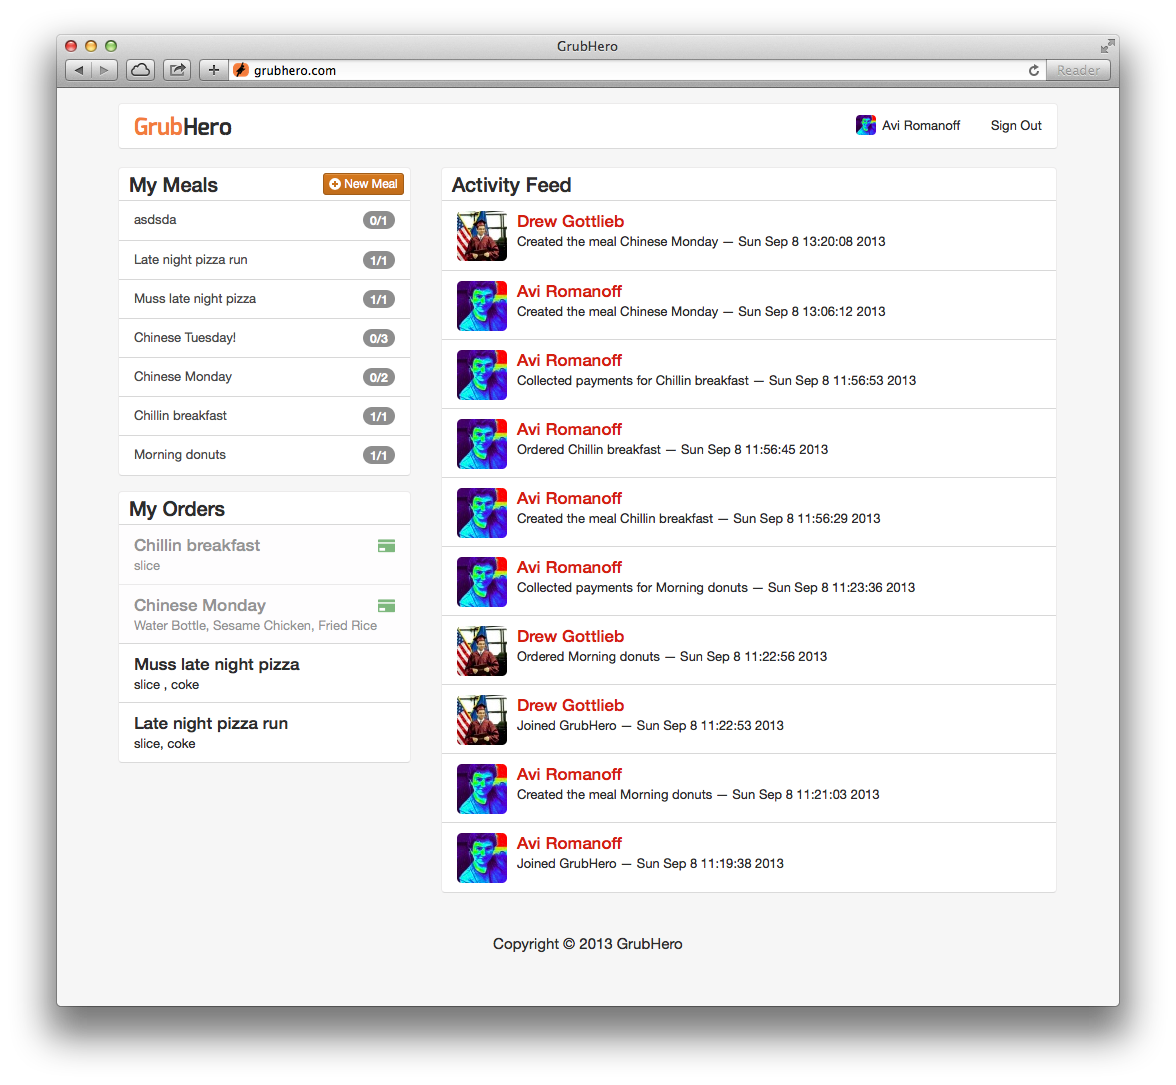 GrubHero
grubhero.com
Reader
GrubHero
Avi Romanoff
Sign Out
My Meals
New Meal
asdsda 0/1
Late night pizza run 1/1
Muss late night pizza 1/1
Chinese Tuesday! 0/3
Chinese Monday 0/2
Chillin breakfast 1/1
Morning donuts 1/1
My Orders
Chillin breakfast
slice
Chinese Monday
Water Bottle, Sesame Chicken, Fried Rice
Muss late night pizza
slice , coke
Late night pizza run
slice, coke
Activity Feed
Drew Gottlieb
Created the meal Chinese Monday — Sun Sep 8 13:20:08 2013
Avi Romanoff
Created the meal Chinese Monday — Sun Sep 8 13:06:12 2013
Avi Romanoff
Collected payments for Chillin breakfast — Sun Sep 8 11:56:53 2013
Avi Romanoff
Ordered Chillin breakfast — Sun Sep 8 11:56:45 2013
Avi Romanoff
Created the meal Chillin breakfast — Sun Sep 8 11:56:29 2013
Avi Romanoff
Collected payments for Morning donuts — Sun Sep 8 11:23:36 2013
Drew Gottlieb
Ordered Morning donuts — Sun Sep 8 11:22:56 2013
Drew Gottlieb
Joined GrubHero — Sun Sep 8 11:22:53 2013
Avi Romanoff
Created the meal Morning donuts — Sun Sep 8 11:21:03 2013
Avi Romanoff
Joined GrubHero — Sun Sep 8 11:19:38 2013
Copyright © 2013 GrubHero